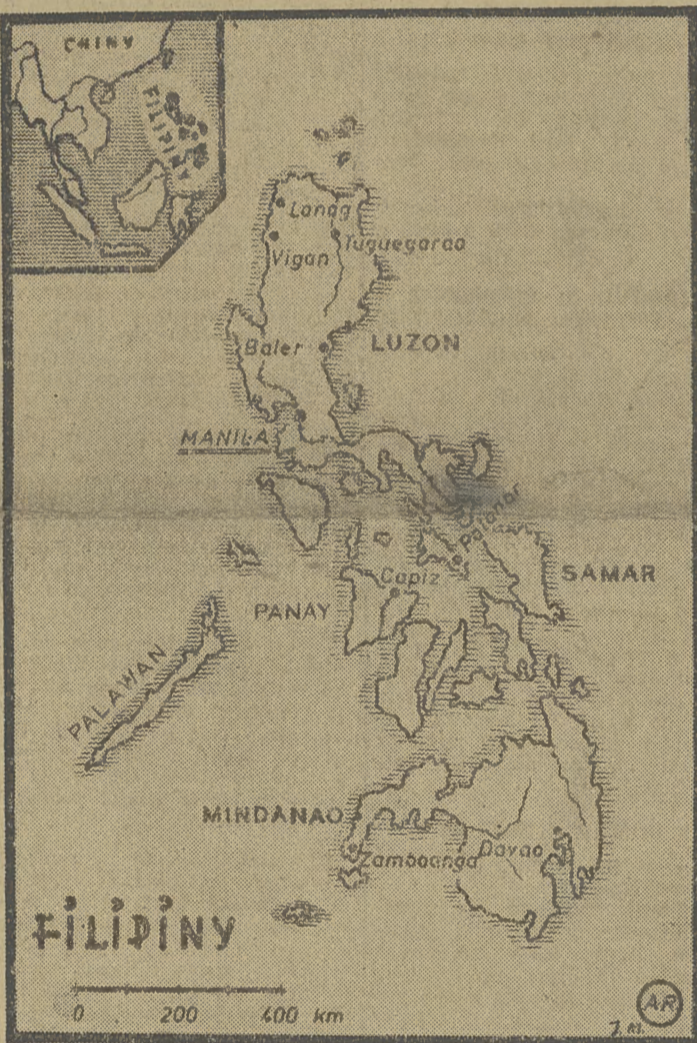 CHINY
FILIPINY
Laoag
Tuguegarao
Vigan
Baler
LUZON
MANILA
Palanar
SAMAR
Capiz
PANAY
PALAWAN
MINDANAO
Zamboanga
Davao
FILIPINY
0 200 400 km
AR
J.M.